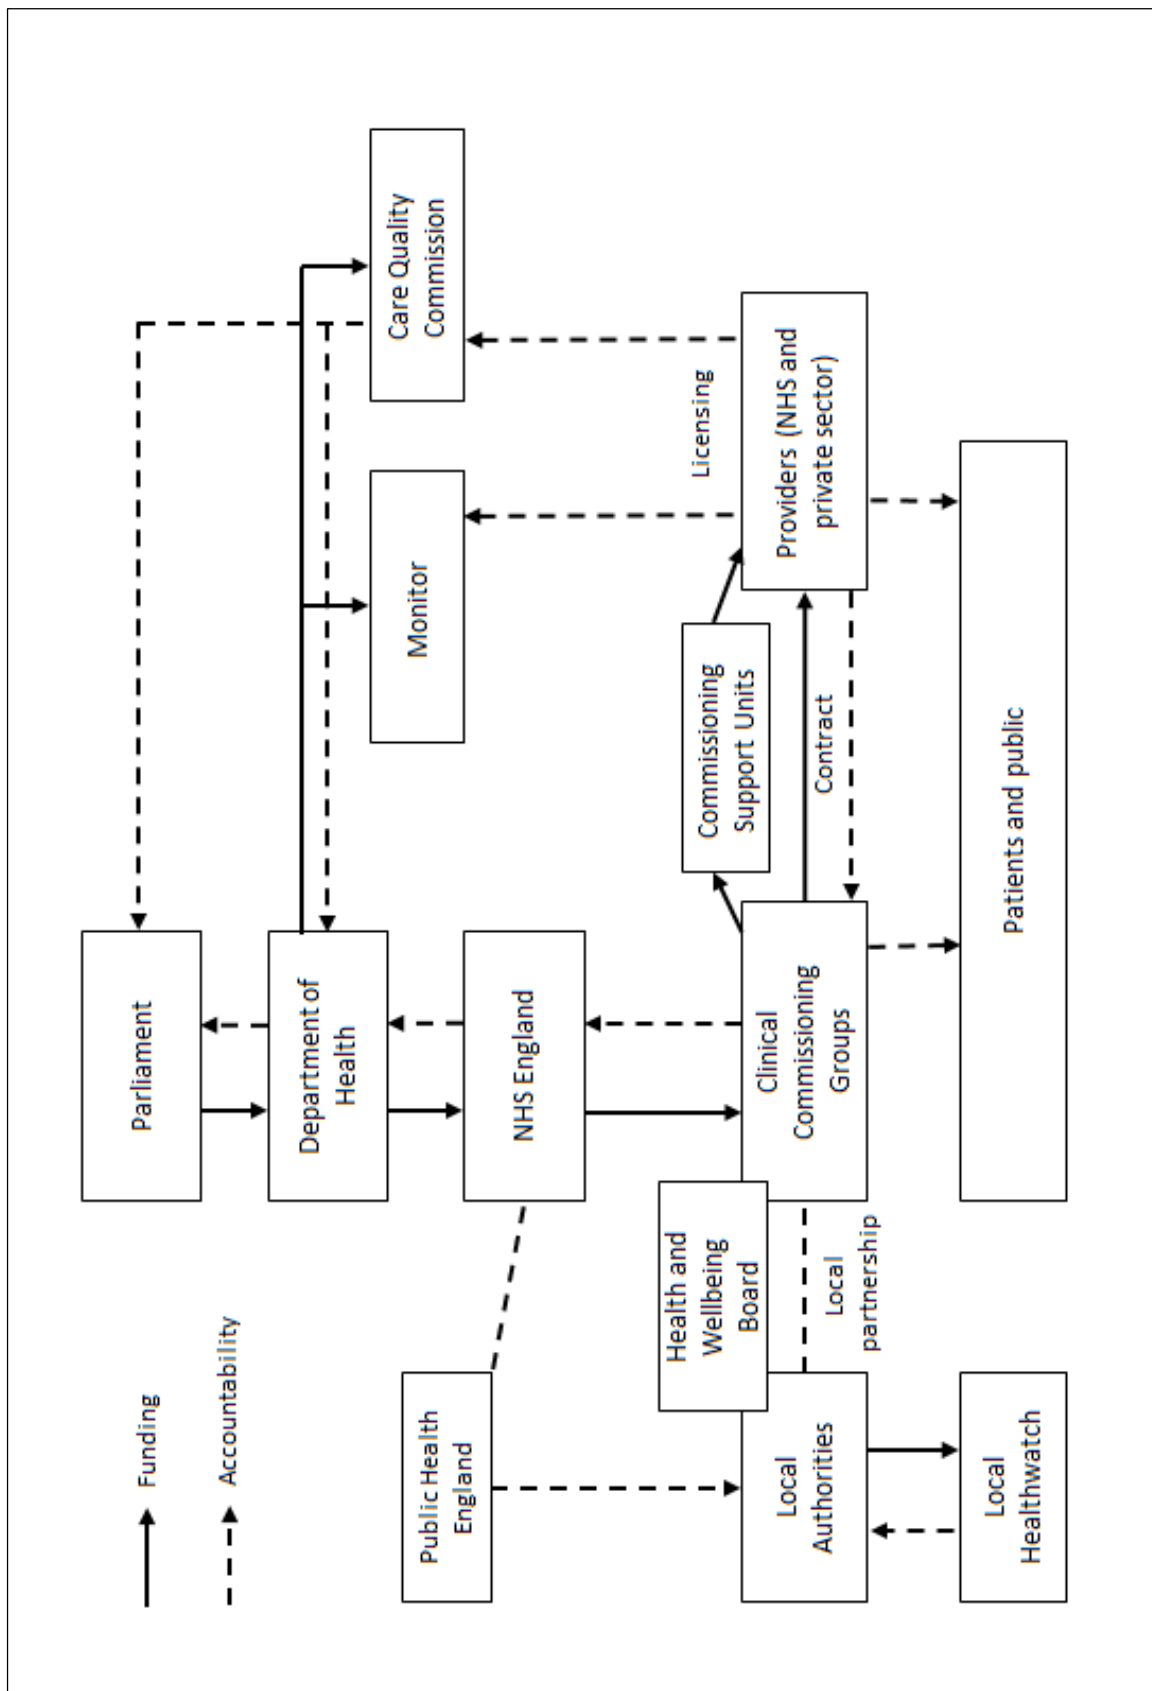 Funding
Accountability
Parliament
Department of
Health
Care Quality
Commission
Monitor
Public Health
England
NHS England
Licensing
Health and
Wellbeing
Board
Commissioning
Support Units
Local
Authorities
Local
partnership
Clinical
Commissioning
Groups
Contract
Providers (NHS and
private sector)
Local
Healthwatch
Patients and public